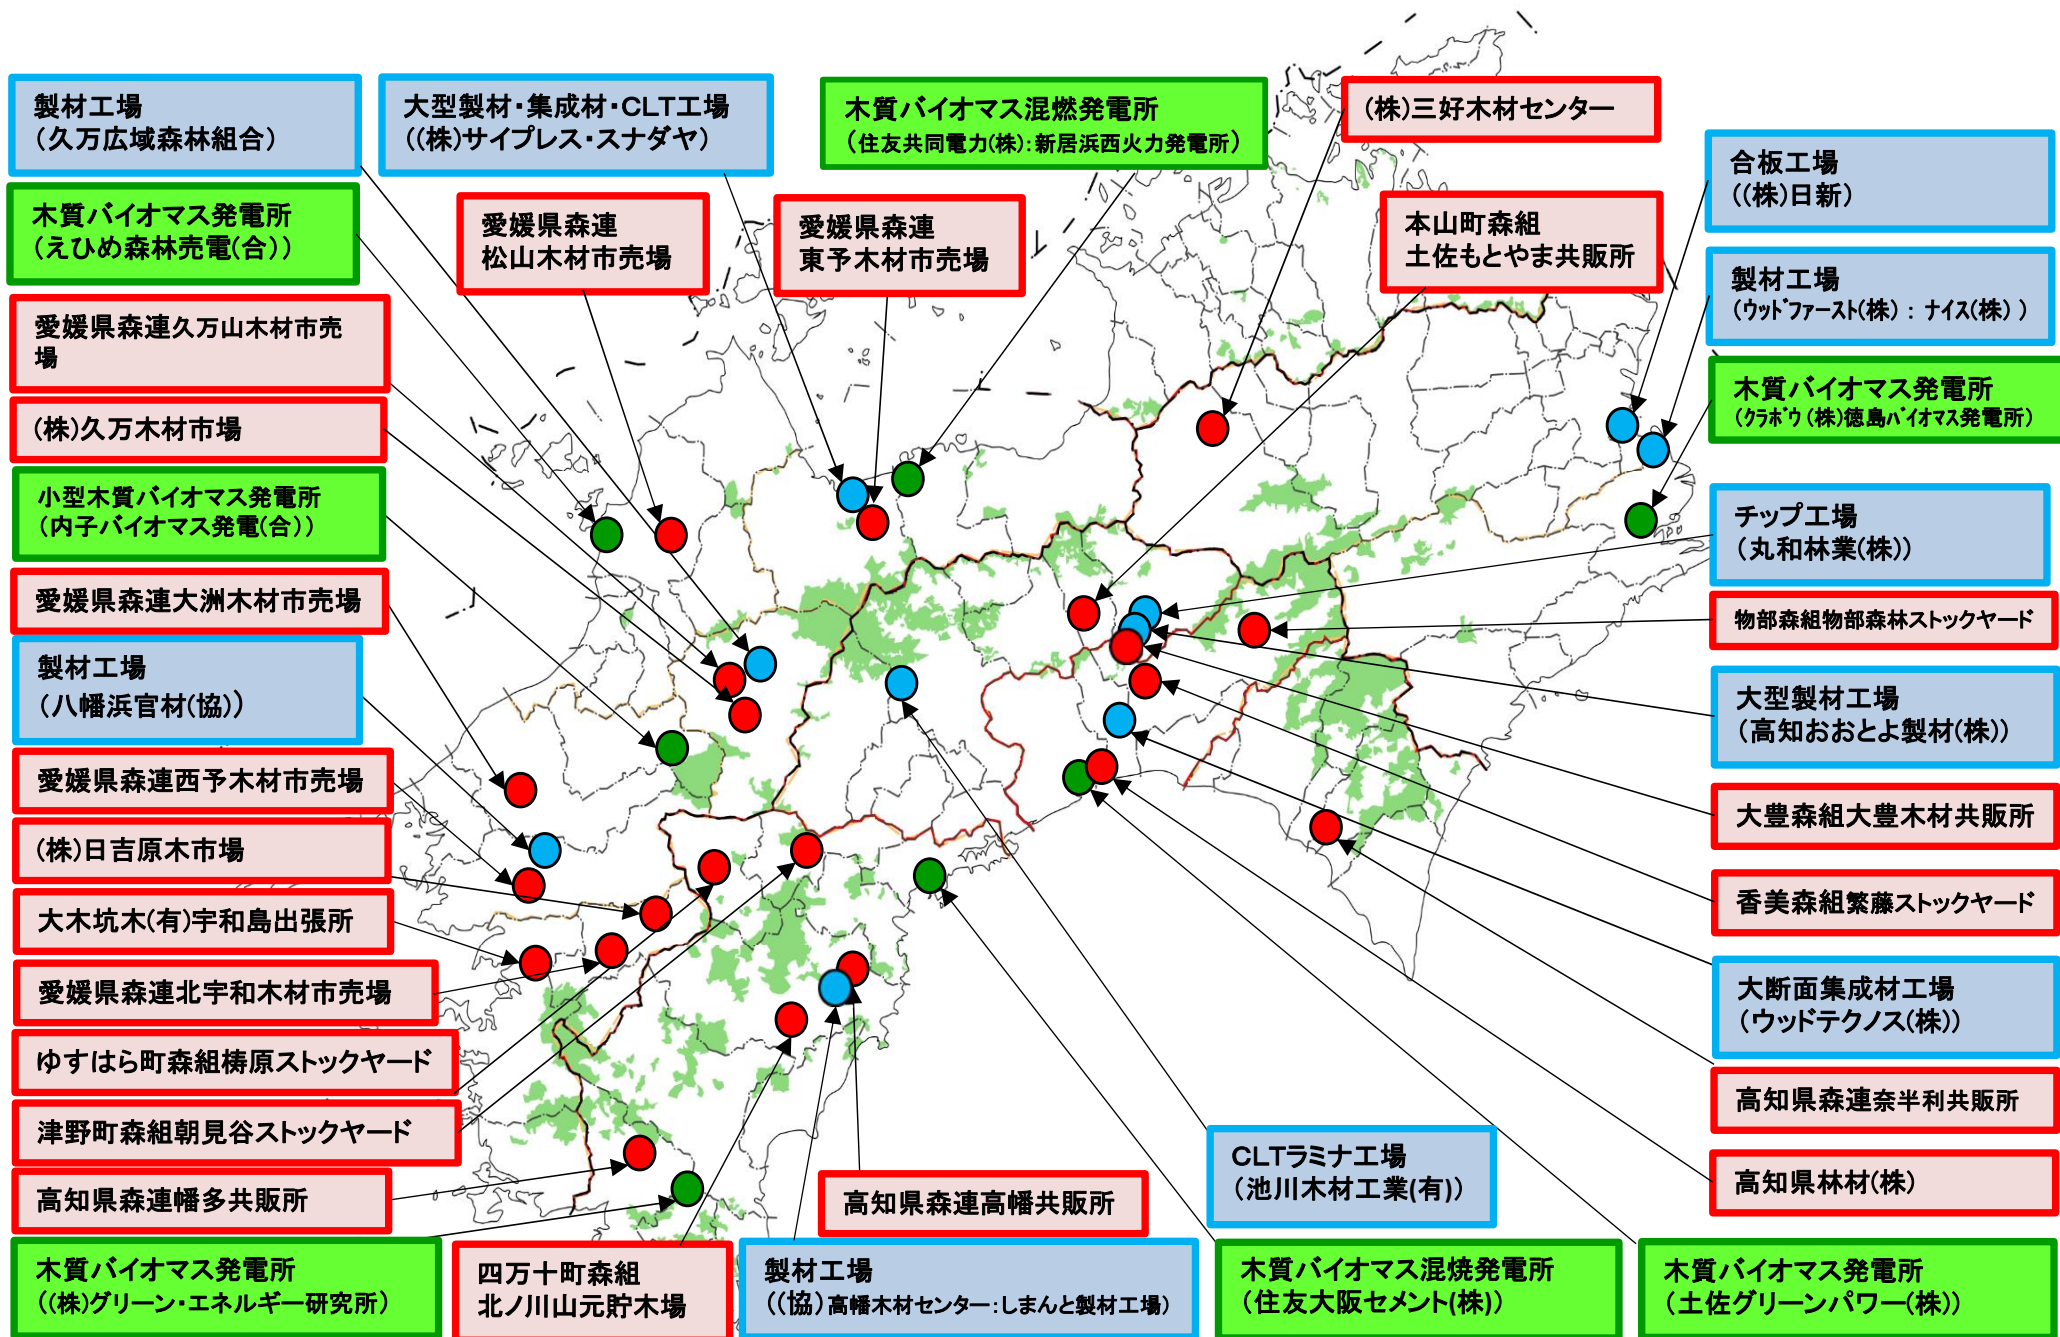 製材工場
(久万広域森林組合)
大型製材・集成材・CLT工場
((株)サイプレス・スナダヤ)
木質バイオマス混燃発電所
(住友共同電力(株):新居浜西火力発電所)
(株)三好木材センター
合板工場
((株)日新)
木質バイオマス発電所
(えひめ森林売電(合))
愛媛県森連
松山木材市売場
愛媛県森連
東予木材市売場
本山町森組
土佐もとやま共販所
製材工場
(ウッドファースト(株) : ナイス(株) )
愛媛県森連久万山木材市売
場
木質バイオマス発電所
(クラボウ (株)徳島バイオマス発電所)
(株)久万木材市場
小型木質バイオマス発電所
(内子バイオマス発電(合))
チップ工場
(丸和林業(株))
愛媛県森連大洲木材市売場
物部森組物部森林ストックヤード
製材工場
(八幡浜官材(協))
大型製材工場
(高知おおとよ製材(株))
愛媛県森連西予木材市売場
大豊森組大豊木材共販所
(株)日吉原木市場
香美森組繁藤ストックヤード
大木坑木(有)宇和島出張所
愛媛県森連北宇和木材市売場
大断面集成材工場
(ウッドテクノス(株))
ゆすはら町森組梼原ストックヤード
高知県森連奈半利共販所
津野町森組朝見谷ストックヤード
CLTラミナ工場
(池川木材工業(有))
高知県林材(株)
高知県森連幡多共販所
高知県森連高幡共販所
木質バイオマス発電所
((株)グリーン・エネルギー研究所)
四万十町森組
北ノ川山元貯木場
製材工場
((協)高幡木材センター:しまんと製材工場)
木質バイオマス混焼発電所
(住友大阪セメント(株))
木質バイオマス発電所
(土佐グリーンパワー(株))